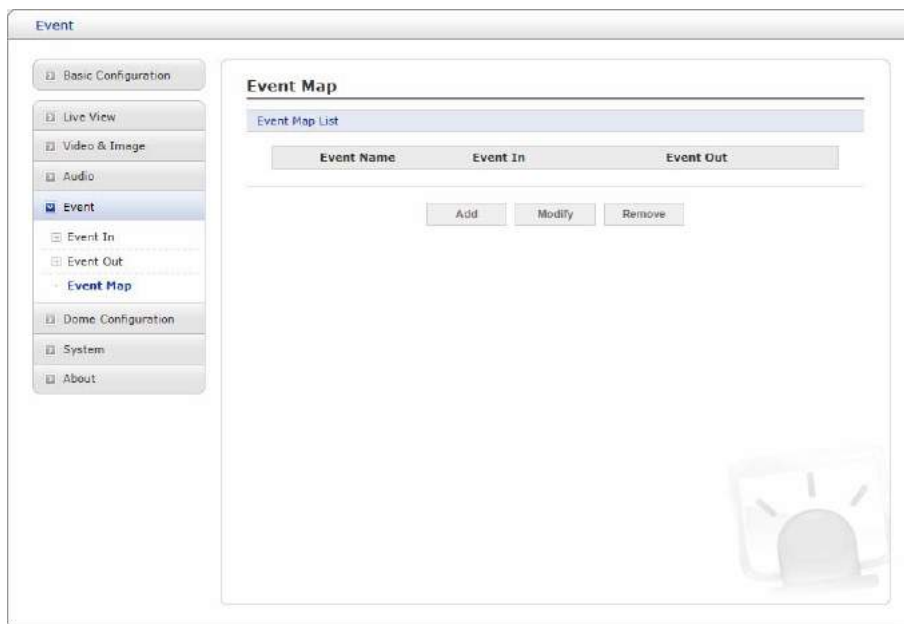 Event
Basic Configuration
Live View
Video & Image
Audio
Event
Event In
Event Out
Event Map
Dome Configuration
System
About
Event Map
Event Map List
Event Name Event In Event Out
Add Modify Remove